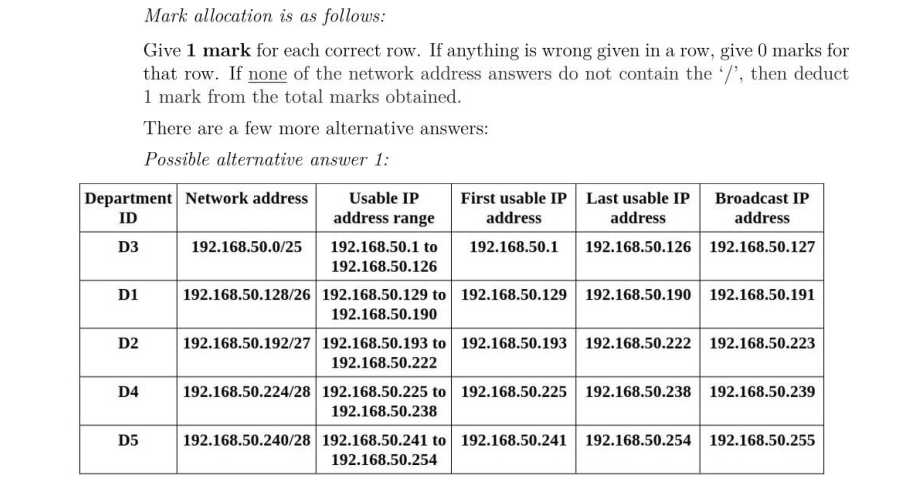 Mark allocation is as follows:
Give 1 mark for each correct row. If anything is wrong given in a row, give 0 marks for
that row. If none of the network address answers do not contain the ‘/’, then deduct
1 mark from the total marks obtained.
There are a few more alternative answers:
Possible alternative answer 1:
Department ID | Network address | Usable IP address range | First usable IP address | Last usable IP address | Broadcast IP address
D3 | 192.168.50.0/25 | 192.168.50.1 to 192.168.50.126 | 192.168.50.1 | 192.168.50.126 | 192.168.50.127
D1 | 192.168.50.128/26 | 192.168.50.129 to 192.168.50.190 | 192.168.50.129 | 192.168.50.190 | 192.168.50.191
D2 | 192.168.50.192/27 | 192.168.50.193 to 192.168.50.222 | 192.168.50.193 | 192.168.50.222 | 192.168.50.223
D4 | 192.168.50.224/28 | 192.168.50.225 to 192.168.50.238 | 192.168.50.225 | 192.168.50.238 | 192.168.50.239
D5 | 192.168.50.240/28 | 192.168.50.241 to 192.168.50.254 | 192.168.50.241 | 192.168.50.254 | 192.168.50.255